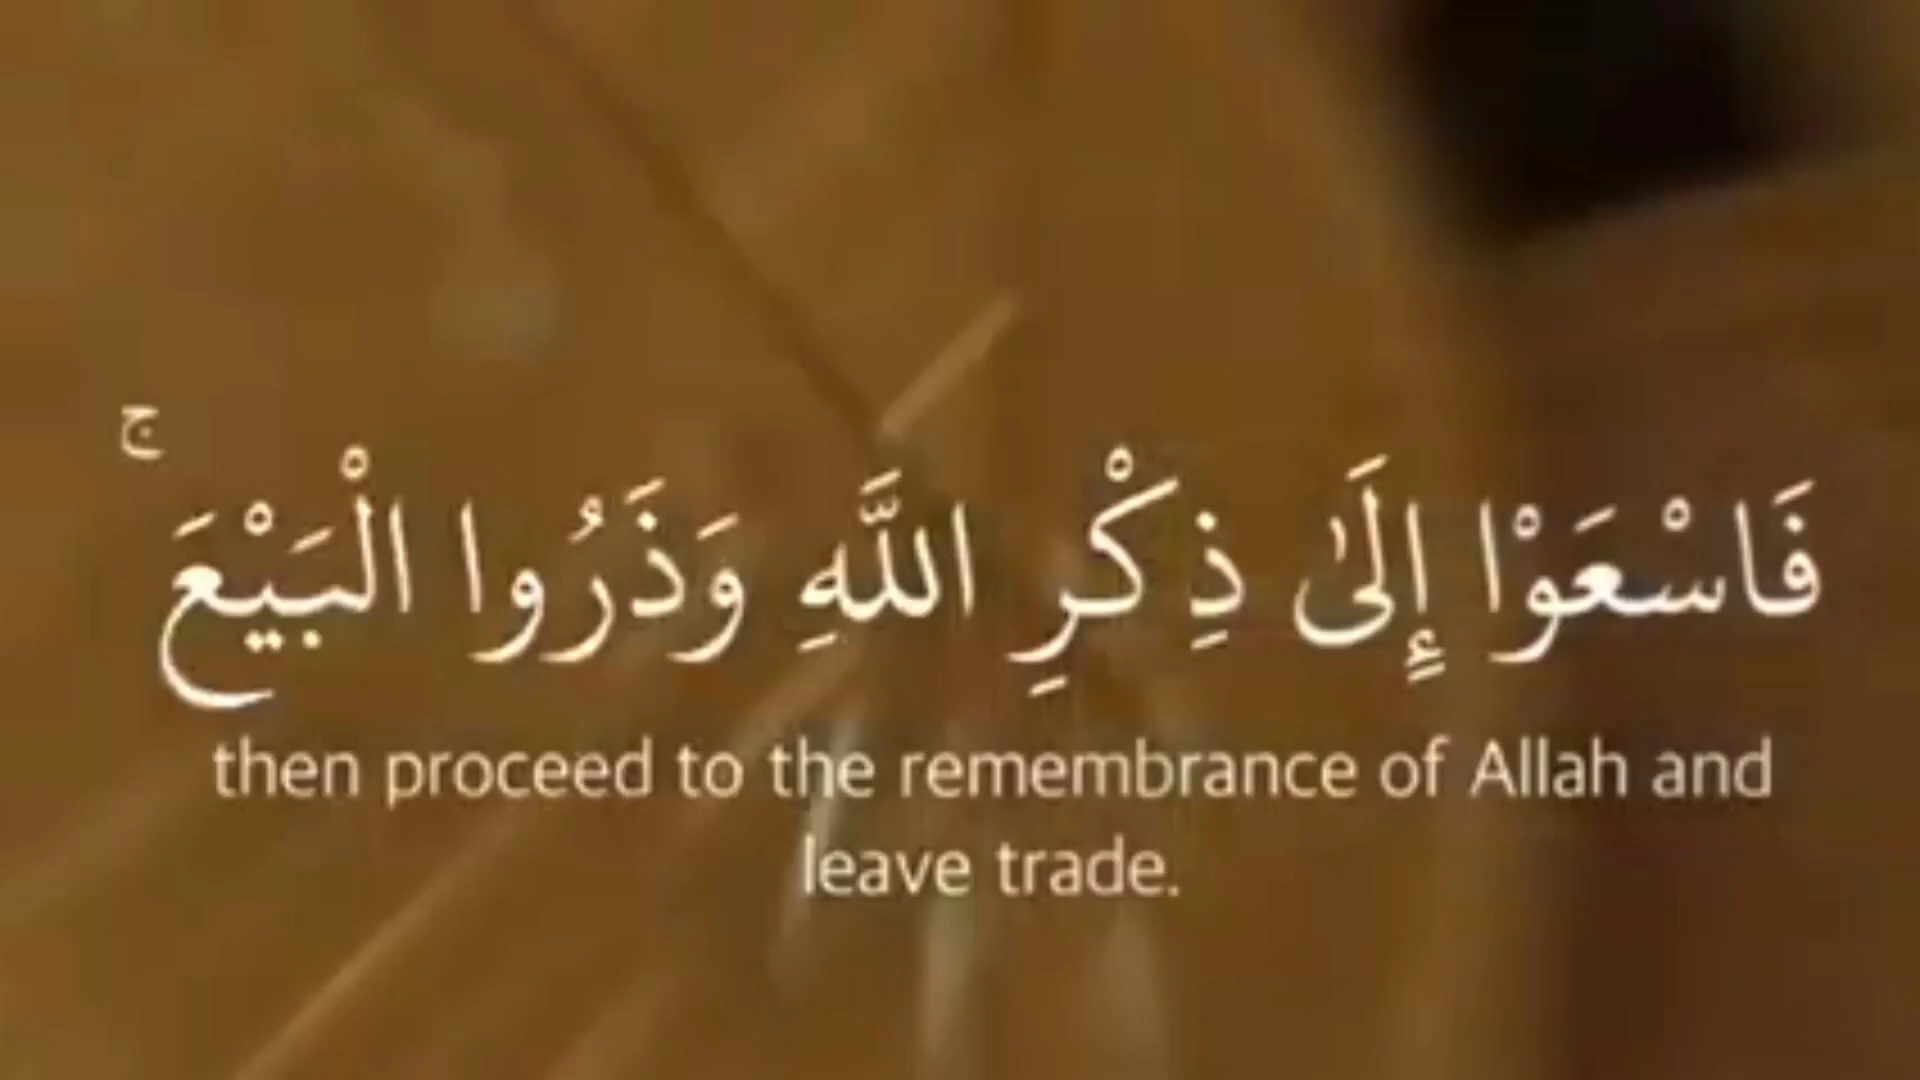 فَاسْعَوْا إِلَىٰ ذِكْرِ اللَّهِ وَذَرُوا الْبَيْعَ ۚ
then proceed to the remembrance of Allah and
leave trade.